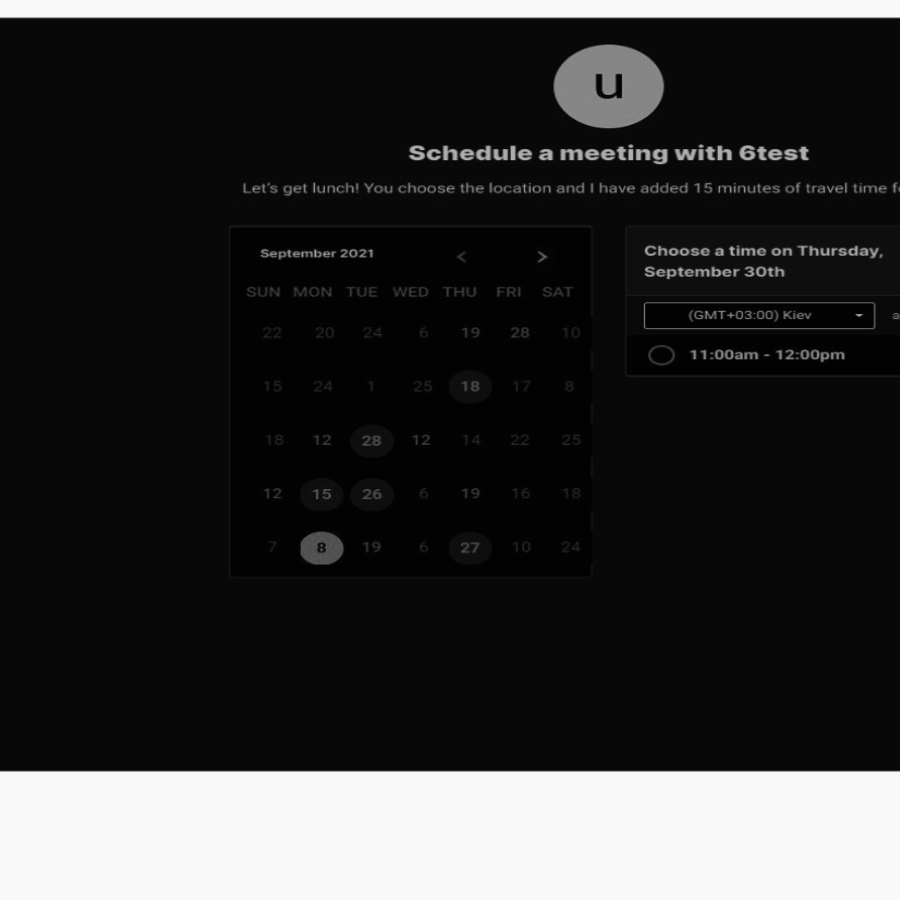 u
Schedule a meeting with 6test
Let's get lunch! You choose the location and I have added 15 minutes of travel time
September 2021 < >
SUN MON TUE WED THU FRI SAT
22 20 24 6 19 28 10
15 24 1 25 18 17 8
18 12 28 12 14 22 25
12 15 26 6 19 16 18
7 8 19 6 27 10 24
Choose a time on Thursday,
September 30th
(GMT+03:00) Kiev
11:00am - 12:00pm